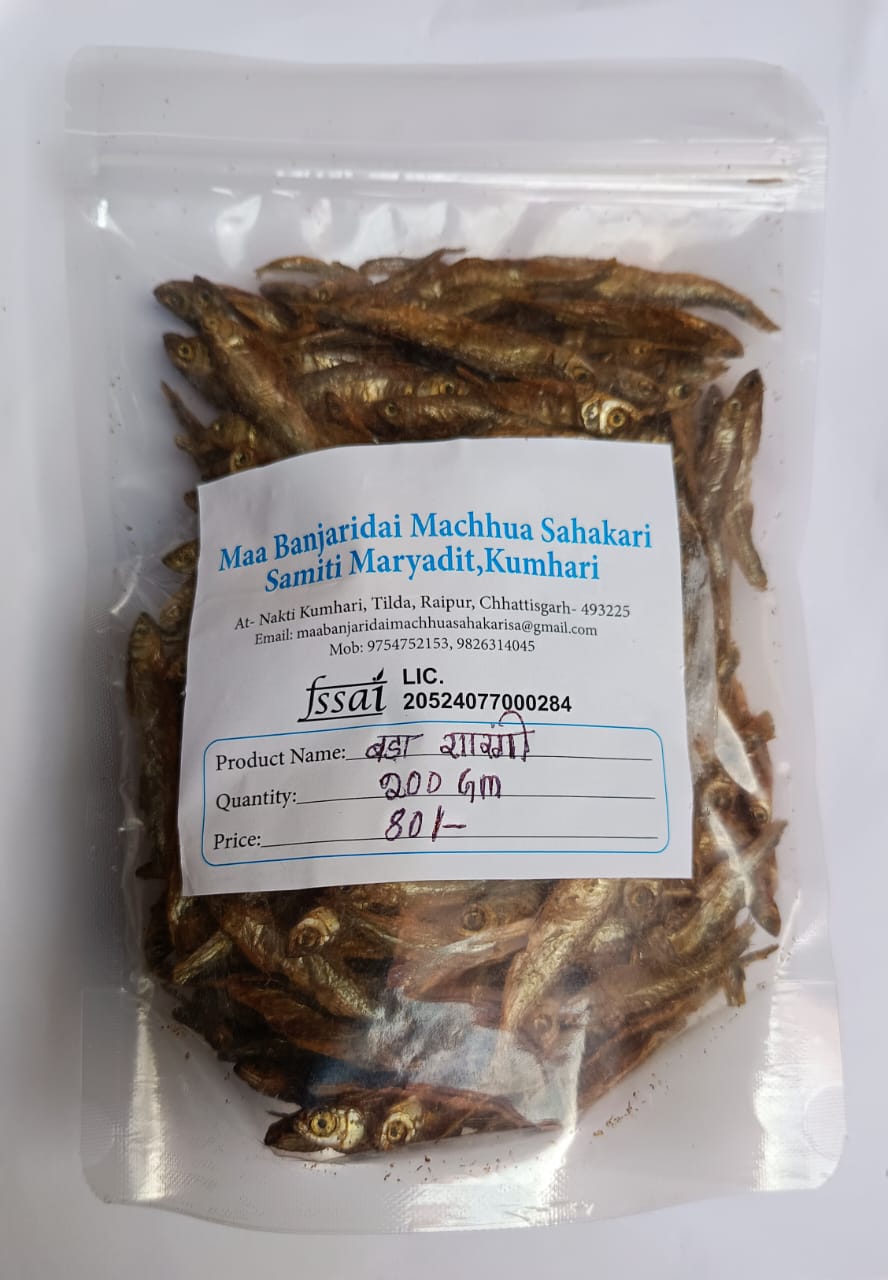 Maa Banjaridai Machhua Sahakari
Samiti Maryadit,Kumhari
At- Nakti Kumhari, Tilda, Raipur, Chhattisgarh- 493225
Email: maabanjaridaimachhuasahakarisa@gmail.com
Mob: 9754752153, 9826314045
fssai LIC.
20524077000284
Product Name: बड़ा
Quantity: 200 Gm
Price: 80/-